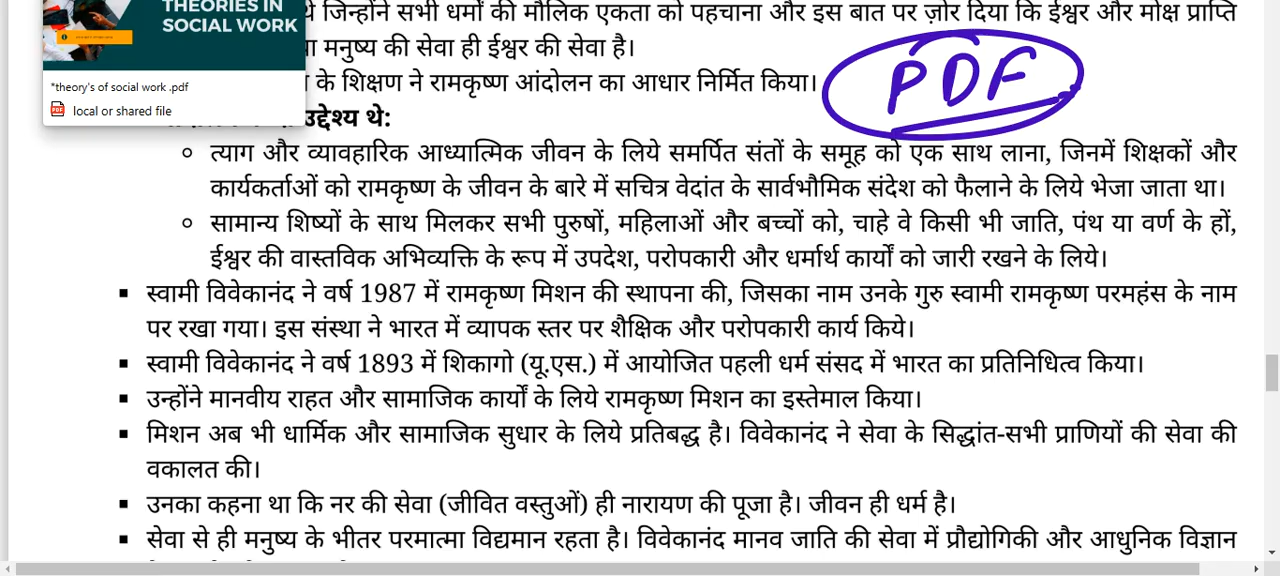 THEORIES IN
SOCIAL WORK
*theory's of social work .pdf
local or shared file
PDF
जिन्होंने सभी धर्मों की मौलिक एकता को पहचाना और इस बात पर ज़ोर दिया कि ईश्वर और मोक्ष प्राप्ति
मनुष्य की सेवा ही ईश्वर की सेवा है।
के शिक्षण ने रामकृष्ण आंदोलन का आधार निर्मित किया।
उद्देश्य थे:
० त्याग और व्यावहारिक आध्यात्मिक जीवन के लिये समर्पित संतों के समूह को एक साथ लाना, जिनमें शिक्षकों और
कार्यकर्ताओं को रामकृष्ण के जीवन के बारे में सचित्र वेदांत के सार्वभौमिक संदेश को फैलाने के लिये भेजा जाता था।
० सामान्य शिष्यों के साथ मिलकर सभी पुरुषों, महिलाओं और बच्चों को, चाहे वे किसी भी जाति, पंथ या वर्ण के हों,
ईश्वर की वास्तविक अभिव्यक्ति के रूप में उपदेश, परोपकारी और धर्मार्थ कार्यों को जारी रखने के लिये।
▪ स्वामी विवेकानंद ने वर्ष 1987 में रामकृष्ण मिशन की स्थापना की, जिसका नाम उनके गुरु स्वामी रामकृष्ण परमहंस के नाम
पर रखा गया। इस संस्था ने भारत में व्यापक स्तर पर शैक्षिक और परोपकारी कार्य किये।
▪ स्वामी विवेकानंद ने वर्ष 1893 में शिकागो (यू.एस.) में आयोजित पहली धर्म संसद में भारत का प्रतिनिधित्व किया।
▪ उन्होंने मानवीय राहत और सामाजिक कार्यों के लिये रामकृष्ण मिशन का इस्तेमाल किया।
▪ मिशन अब भी धार्मिक और सामाजिक सुधार के लिये प्रतिबद्ध है। विवेकानंद ने सेवा के सिद्धांत-सभी प्राणियों की सेवा की
वकालत की।
▪ उनका कहना था कि नर की सेवा (जीवित वस्तुओं) ही नारायण की पूजा है। जीवन ही धर्म है।
▪ सेवा से ही मनुष्य के भीतर परमात्मा विद्यमान रहता है। विवेकानंद मानव जाति की सेवा में प्रौद्योगिकी और आधुनिक विज्ञान